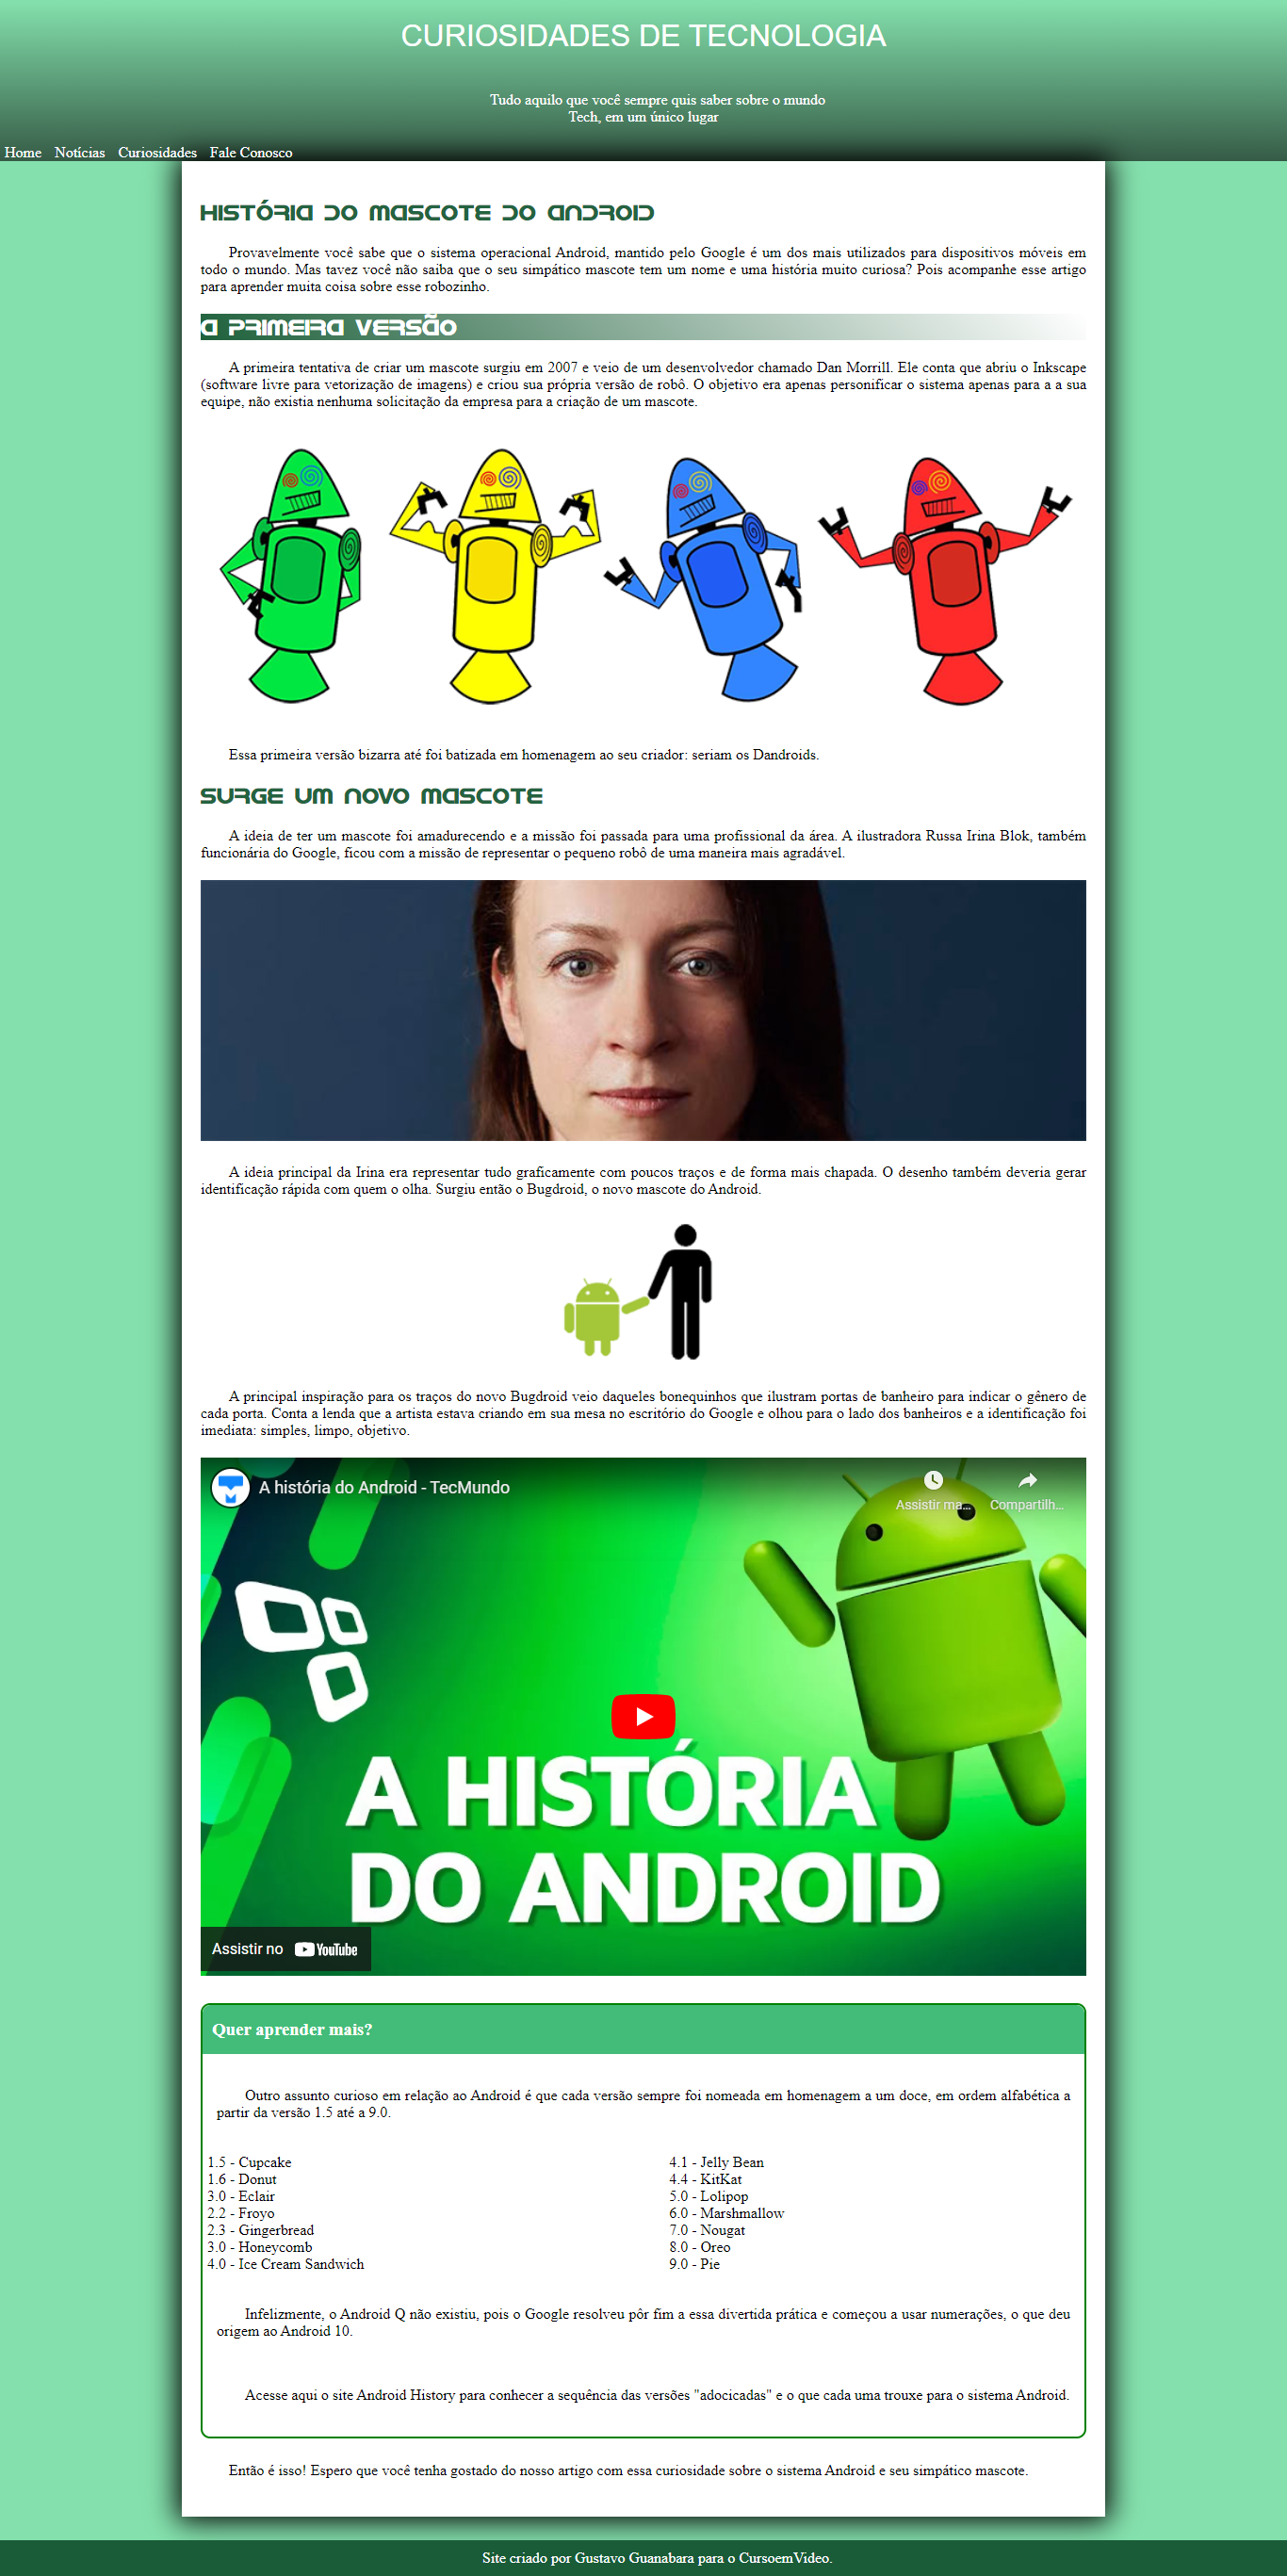 CURIOSIDADES DE TECNOLOGIA
Tudo aquilo que você sempre quis saber sobre o mundo
Tech, em um único lugar
Home Notícias Curiosidades Fale Conosco
HISTÓRIA DO MASCOTE DO ANDROID
Provavelmente você sabe que o sistema operacional Android, mantido pelo Google é um dos mais utilizados para dispositivos móveis em
todo o mundo. Mas tavez você não saiba que o seu simpático mascote tem um nome e uma história muito curiosa? Pois acompanhe esse artigo
para aprender muita coisa sobre esse robozinho.
A PRIMEIRA VERSÃO
A primeira tentativa de criar um mascote surgiu em 2007 e veio de um desenvolvedor chamado Dan Morrill. Ele conta que abriu o Inkscape
(software livre para vetorização de imagens) e criou sua própria versão de robô. O objetivo era apenas personificar o sistema apenas para a a sua
equipe, não existia nenhuma solicitação da empresa para a criação de um mascote.
Essa primeira versão bizarra até foi batizada em homenagem ao seu criador: seriam os Dandroids.
SURGE UM NOVO MASCOTE
A ideia de ter um mascote foi amadurecendo e a missão foi passada para uma profissional da área. A ilustradora Russa Irina Blok, também
funcionária do Google, ficou com a missão de representar o pequeno robô de uma maneira mais agradável.
A ideia principal da Irina era representar tudo graficamente com poucos traços e de forma mais chapada. O desenho também deveria gerar
identificação rápida com quem o olha. Surgiu então o Bugdroid, o novo mascote do Android.
A principal inspiração para os traços do novo Bugdroid veio daqueles bonequinhos que ilustram portas de banheiro para indicar o gênero de
cada porta. Conta a lenda que a artista estava criando em sua mesa no escritório do Google e olhou para o lado dos banheiros e a identificação foi
imediata: simples, limpo, objetivo.
A história do Android - TecMundo
Assistir ma... Compartilh...
A HISTÓRIA
DO ANDROID
Assistir no YouTube
Quer aprender mais?
Outro assunto curioso em relação ao Android é que cada versão sempre foi nomeada em homenagem a um doce, em ordem alfabética a
partir da versão 1.5 até a 9.0.
1.5 - Cupcake
1.6 - Donut
3.0 - Eclair
2.2 - Froyo
2.3 - Gingerbread
3.0 - Honeycomb
4.0 - Ice Cream Sandwich
4.1 - Jelly Bean
4.4 - KitKat
5.0 - Lolipop
6.0 - Marshmallow
7.0 - Nougat
8.0 - Oreo
9.0 - Pie
Infelizmente, o Android Q não existiu, pois o Google resolveu pôr fim a essa divertida prática e começou a usar numerações, o que deu
origem ao Android 10.
Acesse aqui o site Android History para conhecer a sequência das versões "adocicadas" e o que cada uma trouxe para o sistema Android.
Então é isso! Espero que você tenha gostado do nosso artigo com essa curiosidade sobre o sistema Android e seu simpático mascote.
Site criado por Gustavo Guanabara para o CursoemVideo.